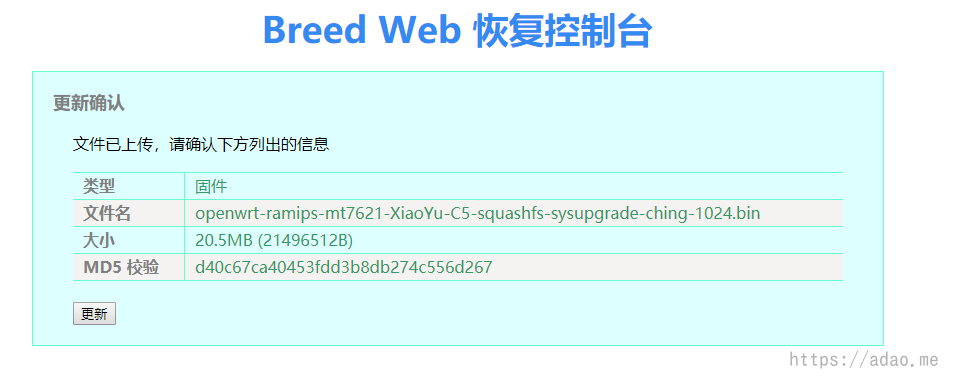 Breed Web 恢复控制台
更新确认
文件已上传，请确认下方列出的信息
类型 固件
文件名 openwrt-ramips-mt7621-XiaoYu-C5-squashfs-sysupgrade-ching-1024.bin
大小 20.5MB (21496512B)
MD5 校验 d40c67ca40453fdd3b8db274c556d267
更新
https://adao.me